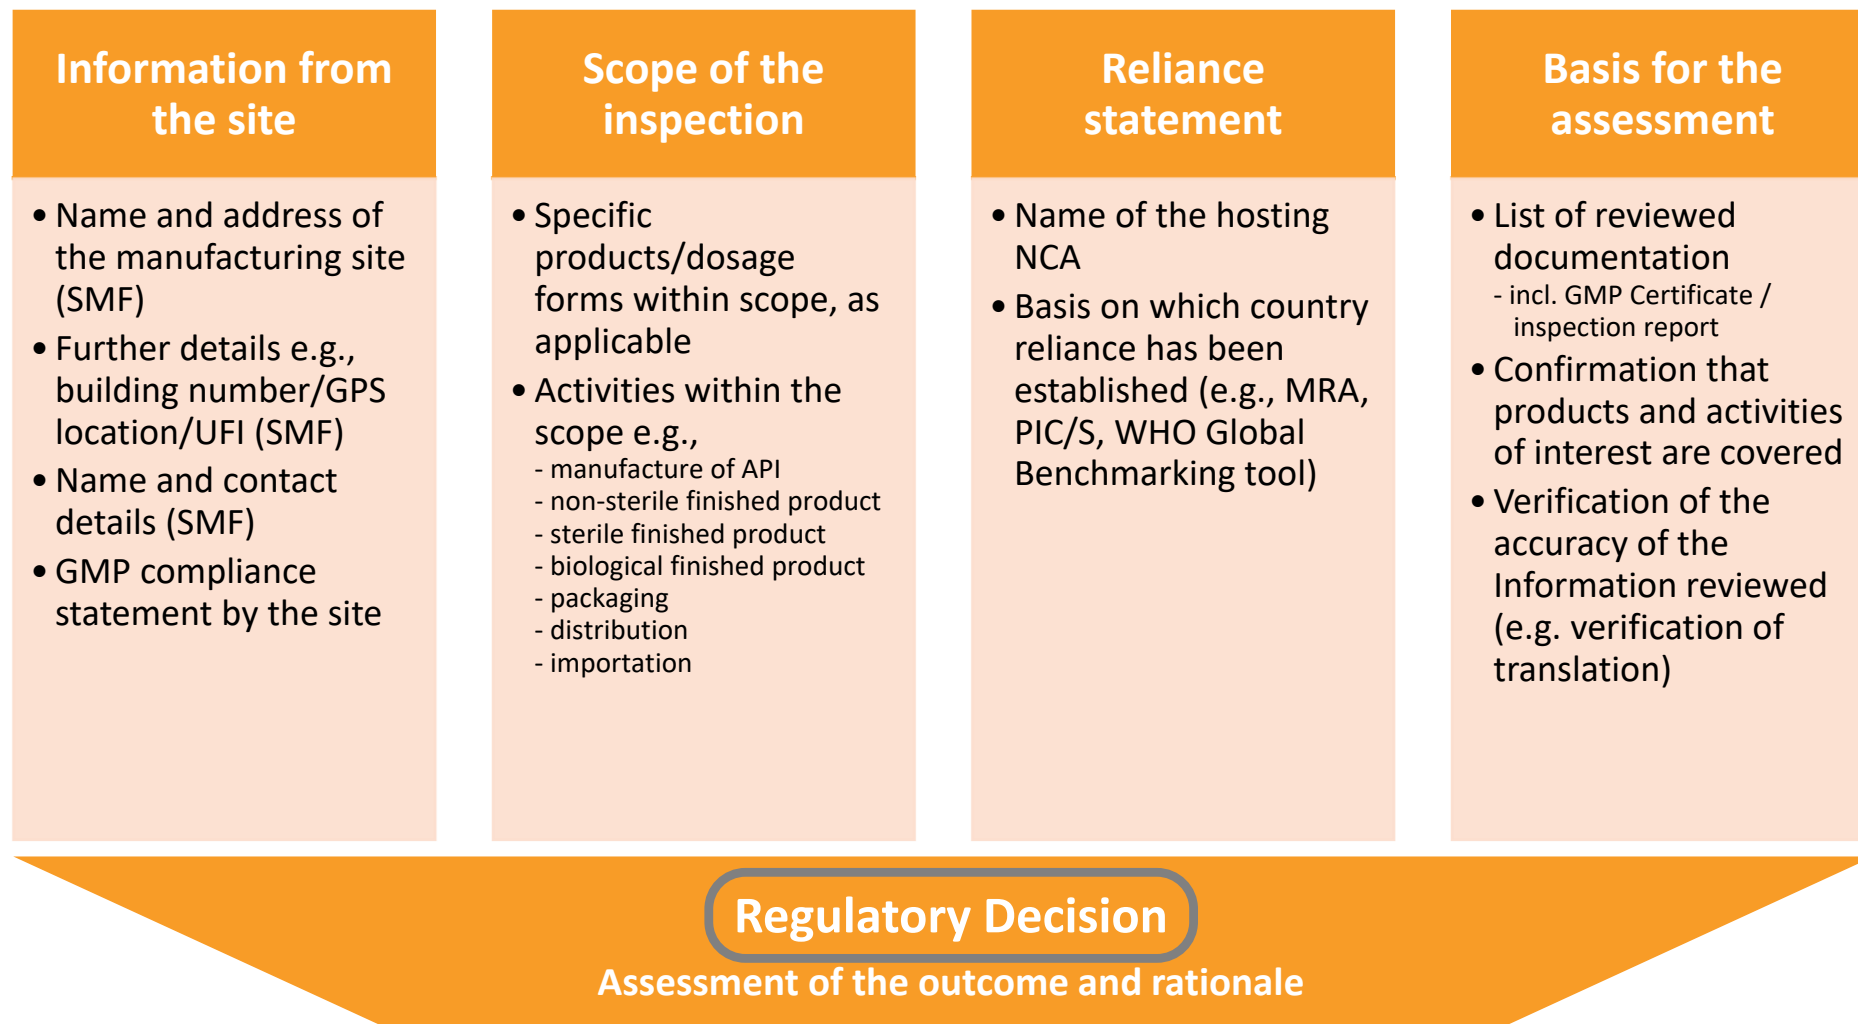 Information from
the site
• Name and address of
the manufacturing site
(SMF)
• Further details e.g.,
building number/GPS
location/UFI (SMF)
• Name and contact
details (SMF)
• GMP compliance
statement by the site
Scope of the
inspection
• Specific
products/dosage
forms within scope, as
applicable
• Activities within the
scope e.g.,
- manufacture of API
- non-sterile finished product
- sterile finished product
- biological finished product
- packaging
- distribution
- importation
Reliance
statement
• Name of the hosting
NCA
• Basis on which country
reliance has been
established (e.g., MRA,
PIC/S, WHO Global
Benchmarking tool)
Basis for the
assessment
• List of reviewed
documentation
- incl. GMP Certificate /
inspection report
• Confirmation that
products and activities
of interest are covered
• Verification of the
accuracy of the
Information reviewed
(e.g. verification of
translation)
Regulatory Decision
Assessment of the outcome and rationale